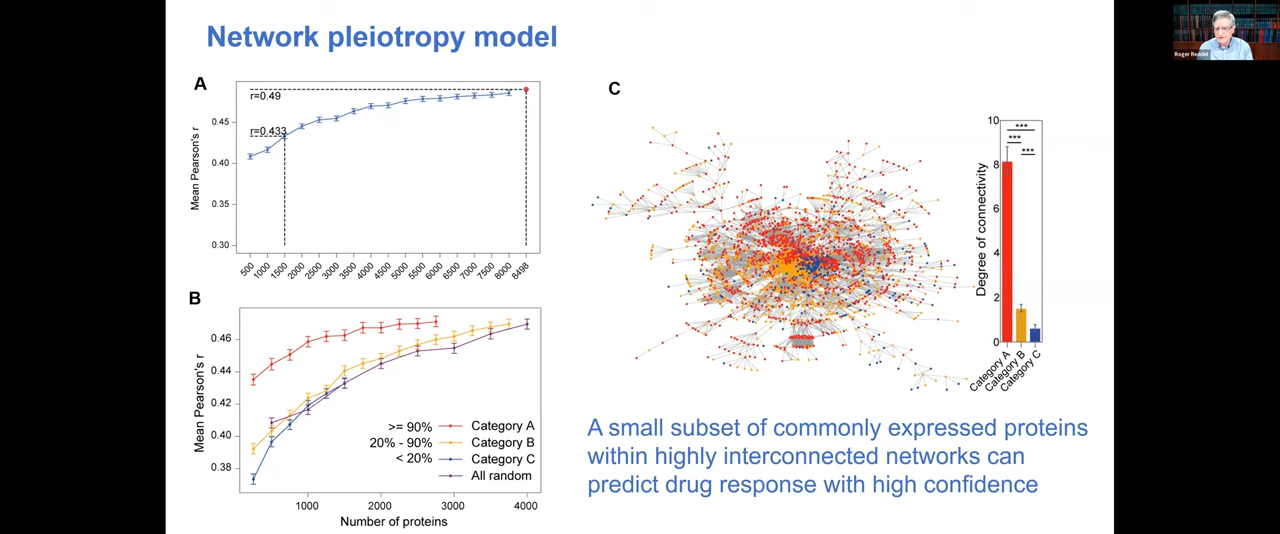 Network pleiotropy model
Roger Reddel
A
r=0.49
r=0.433
Mean Pearson's r
0.45
0.40
0.35
0.30
500
1000
1500
2000
2500
3000
3500
4000
4500
5000
5500
6000
6500
7000
7500
8000
8498
B
Mean Pearson's r
0.46
0.44
0.42
0.40
0.38
>= 90% Category A
20% - 90% Category B
< 20% Category C
All random
1000 2000 3000 4000
Number of proteins
C
Degree of connectivity
10
8
6
4
2
0
***
***
***
Category A
Category B
Category C
A small subset of commonly expressed proteins
within highly interconnected networks can
predict drug response with high confidence